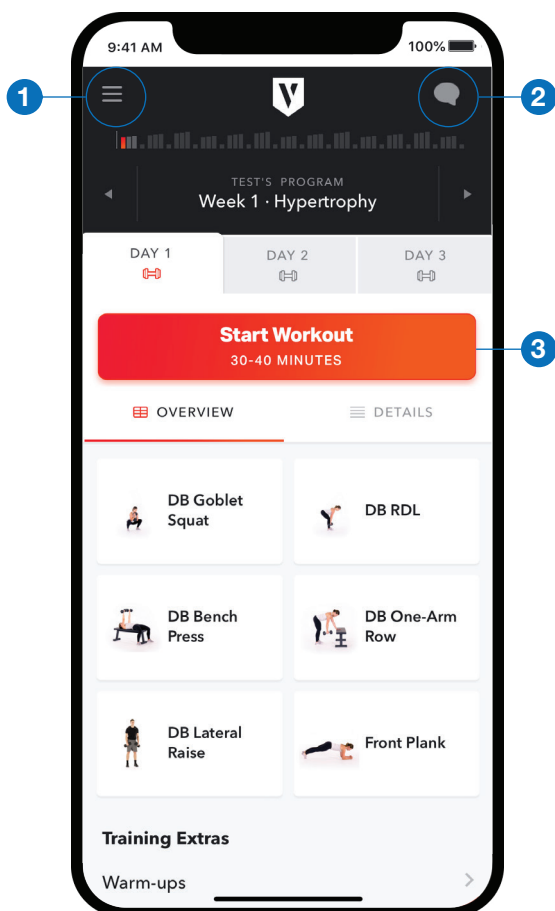 9:41 AM 100%
1
2
TEST'S PROGRAM
Week 1 · Hypertrophy
DAY 1 DAY 2 DAY 3
Start Workout
30-40 MINUTES
3
OVERVIEW DETAILS
DB Goblet
Squat
DB RDL
DB Bench
Press
DB One-Arm
Row
DB Lateral
Raise
Front Plank
Training Extras
Warm-ups